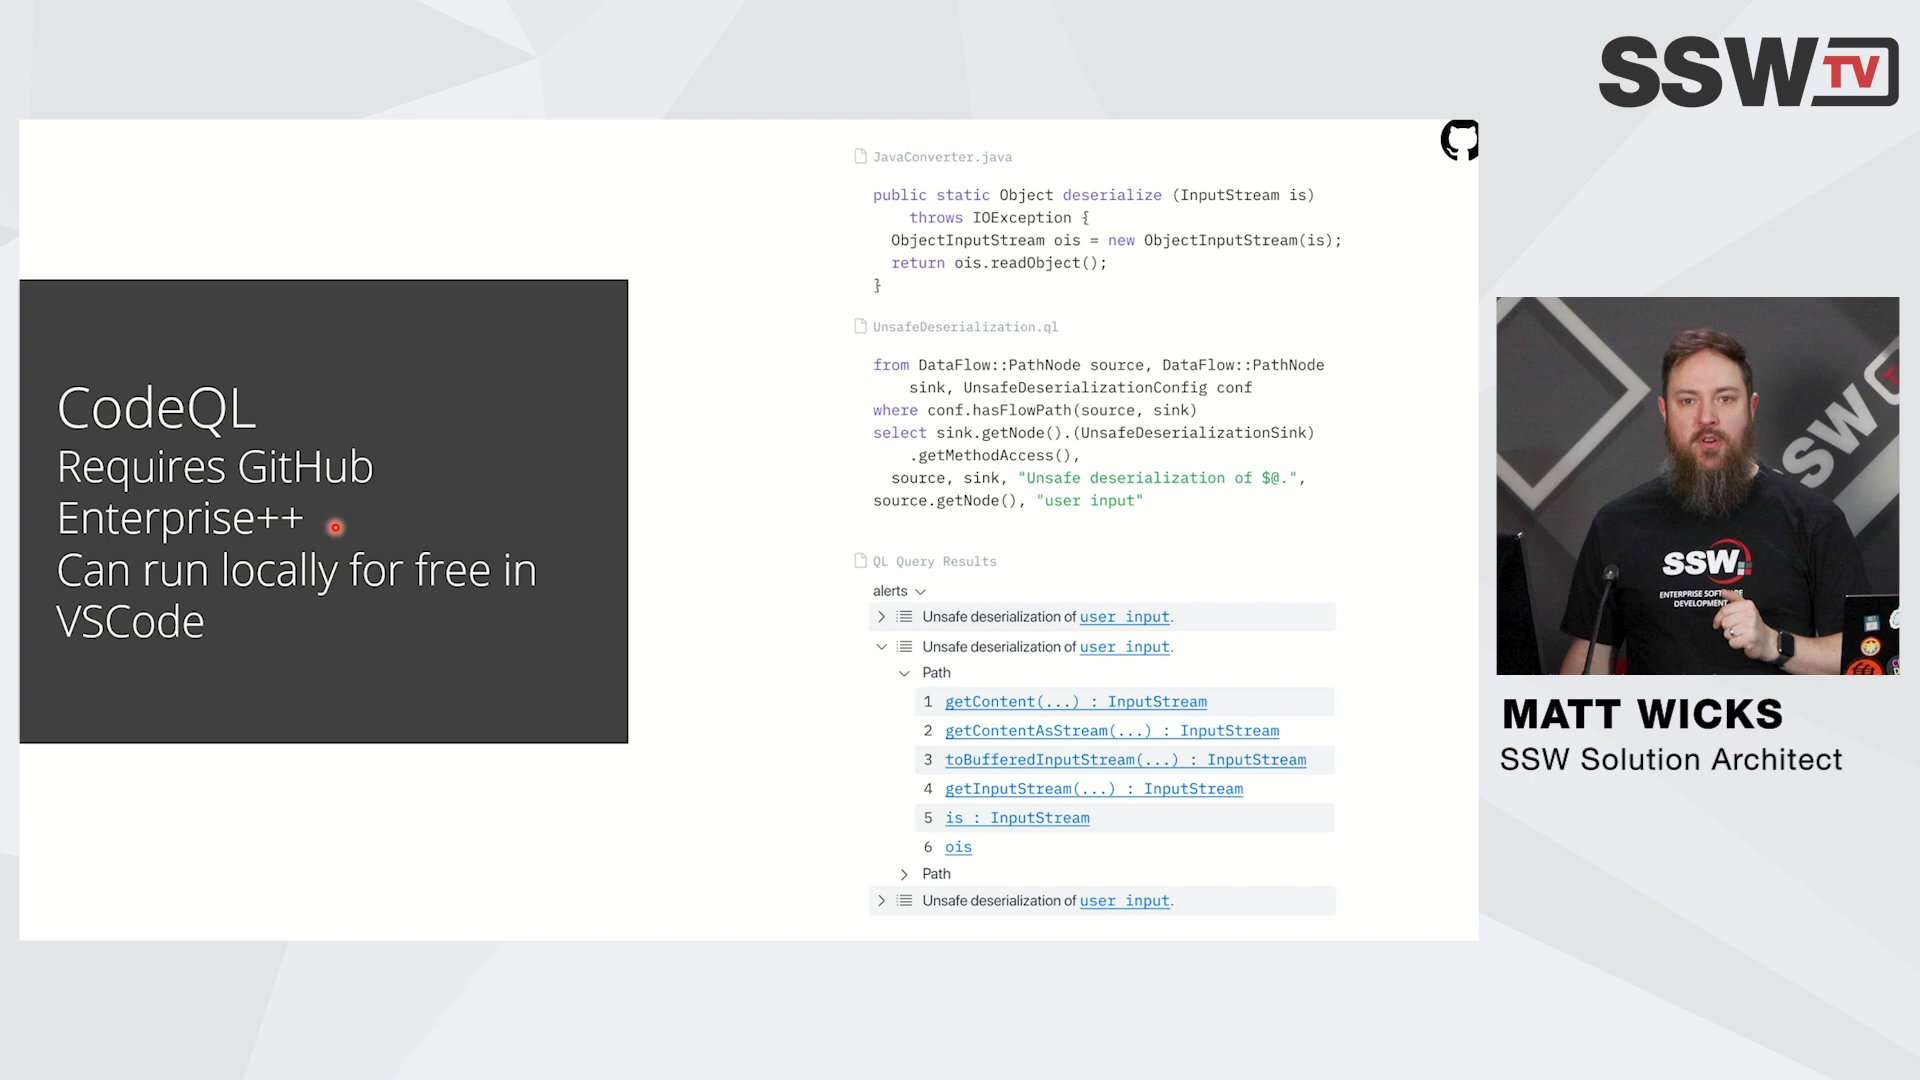 SSW TV
JavaConverter.java
public static Object deserialize (InputStream is)
throws IOException {
ObjectInputStream ois = new ObjectInputStream(is);
return ois.readObject();
}
UnsafeDeserialization.ql
from DataFlow::PathNode source, DataFlow::PathNode
sink, UnsafeDeserializationConfig conf
where conf.hasFlowPath(source, sink)
select sink.getNode().(UnsafeDeserializationSink)
.getMethodAccess(),
source, sink, "Unsafe deserialization of $@.",
source.getNode(), "user input"
CodeQL
Requires GitHub
Enterprise++
Can run locally for free in
VSCode
QL Query Results
alerts
Unsafe deserialization of user input.
Unsafe deserialization of user input.
Path
1 getContent(...) : InputStream
2 getContentAsStream(...) : InputStream
3 toBufferedInputStream(...) : InputStream
4 getInputStream(...) : InputStream
5 is : InputStream
6 ois
Path
Unsafe deserialization of user input.
SSW T
SSW
ENTERPRISE SOFTWARE
DEVELOPMENT
MATT WICKS
SSW Solution Architect